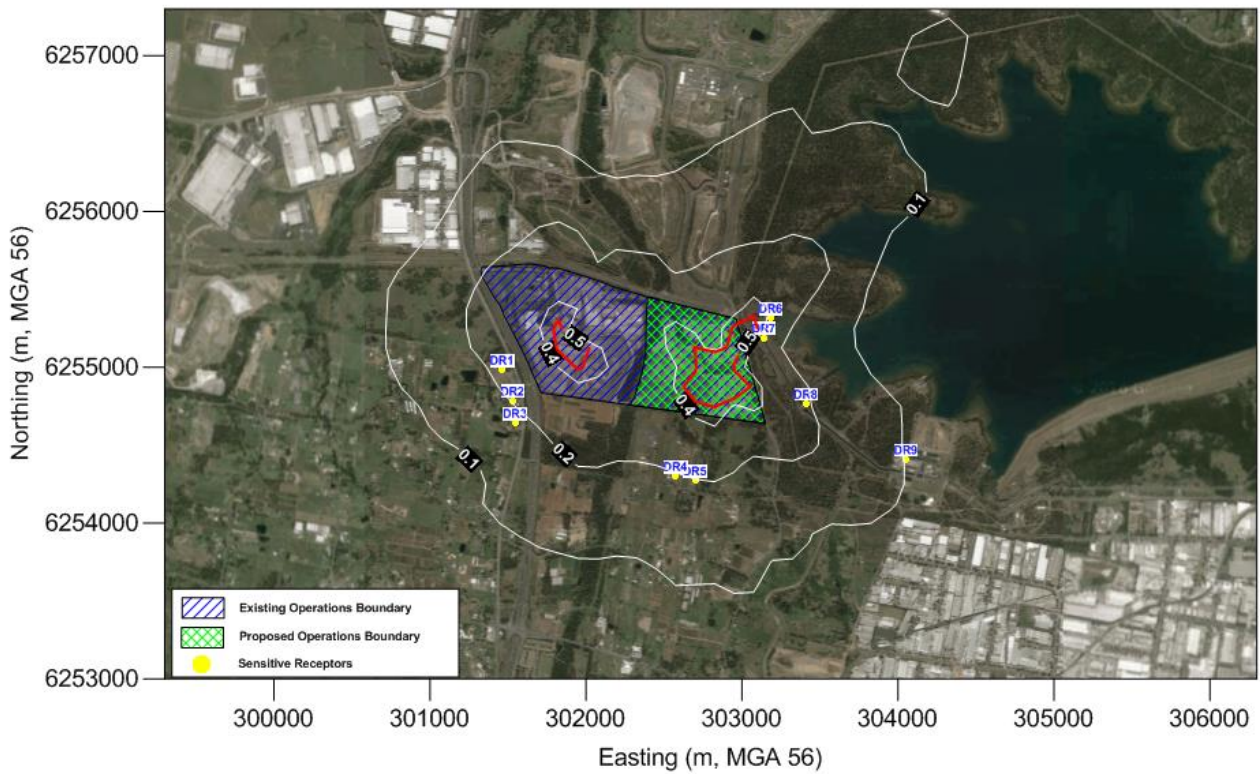 6257000
6256000
6255000
6254000
6253000
Northing (m, MGA 56)
0.1
DR6
DR7
0.5
0.5
0.4
DR1
DR2
DR3
0.4
DR8
0.1
0.2
DR4
DR5
DR9
Existing Operations Boundary
Proposed Operations Boundary
Sensitive Receptors
300000
301000
302000
303000
304000
305000
306000
Easting (m, MGA 56)